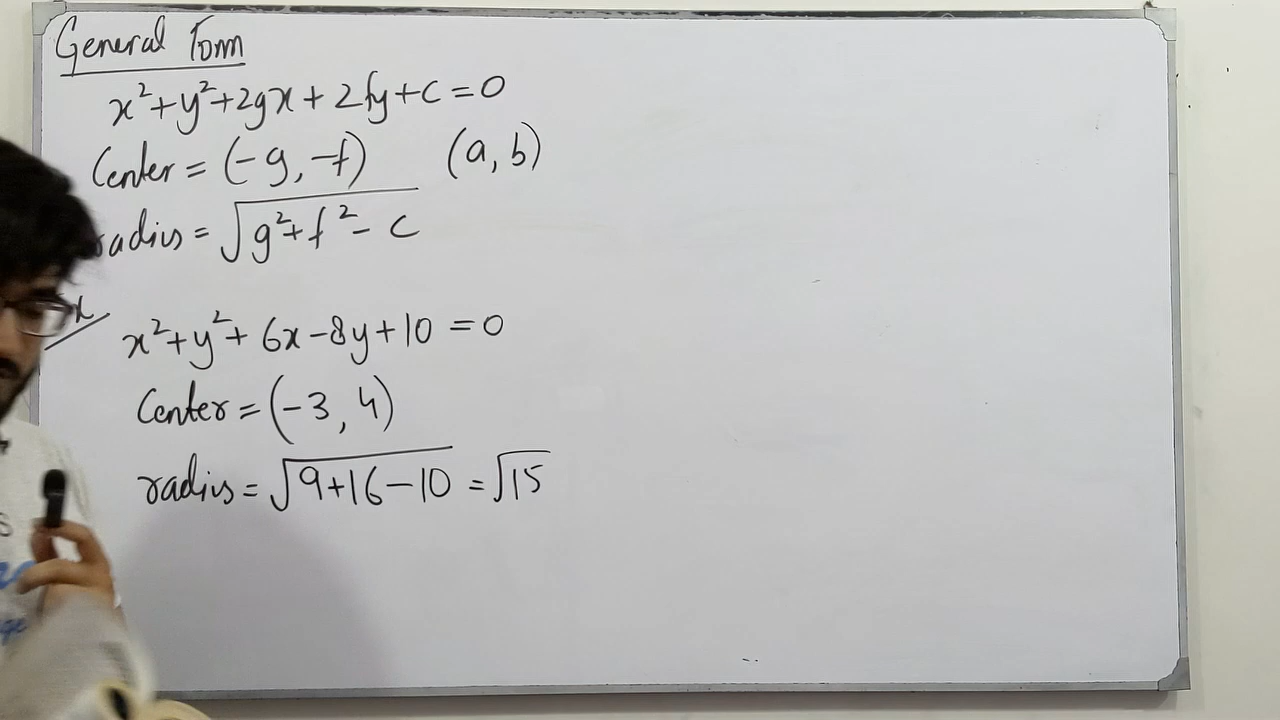 General Form
x²+y²+2gx+2fy+c=0
Center = (-g, -f) (a, b)
radius = √g²+f²-c
x²+y²+6x-8y+10=0
Center = (-3, 4)
radius = √9+16-10 = √15